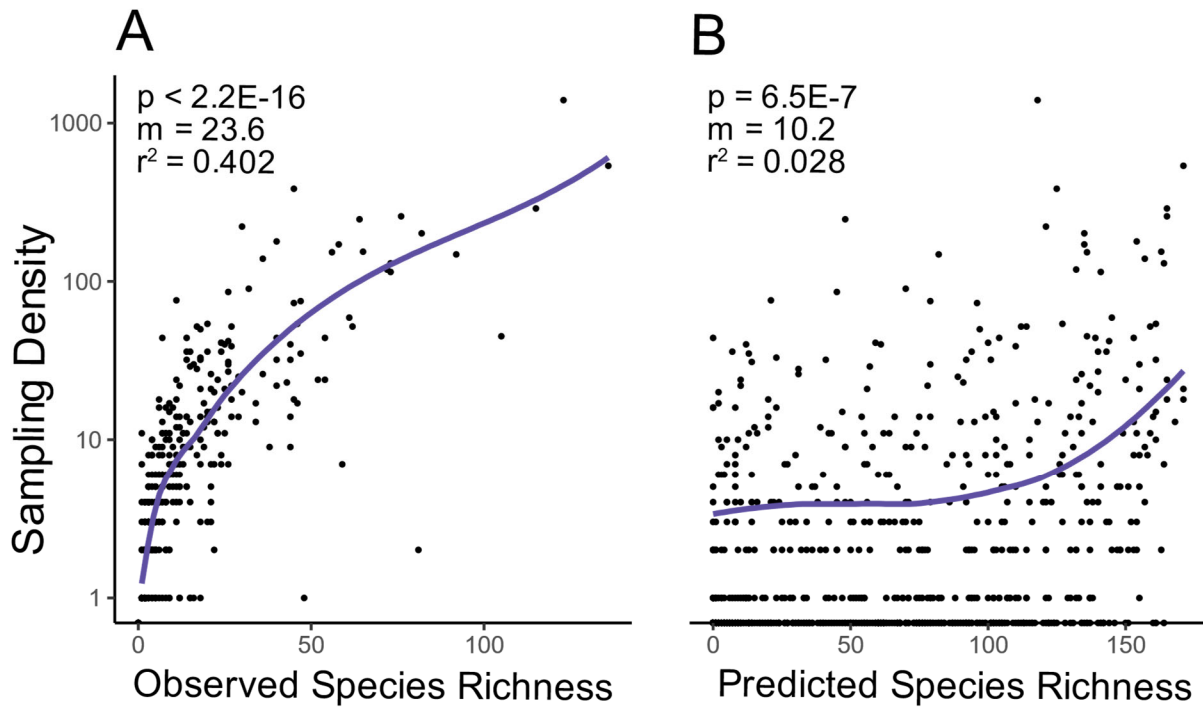 A
p < 2.2E-16
m = 23.6
r² = 0.402
B
p = 6.5E-7
m = 10.2
r² = 0.028
Sampling Density
1000
100
10
1
0 50 100
0 50 100 150
Observed Species Richness
Predicted Species Richness